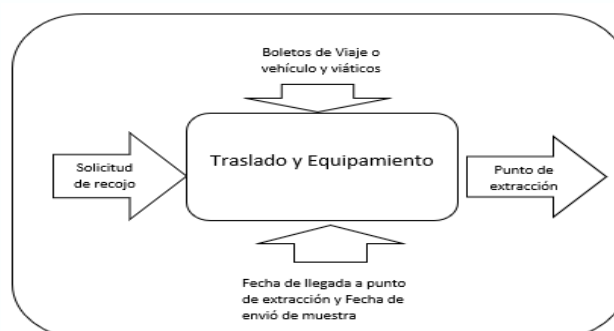 Boletos de Viaje o
vehículo y viáticos
Traslado y Equipamiento
Solicitud
de recojo
Punto de
extracción
Fecha de llegada a punto
de extracción y Fecha de
envió de muestra